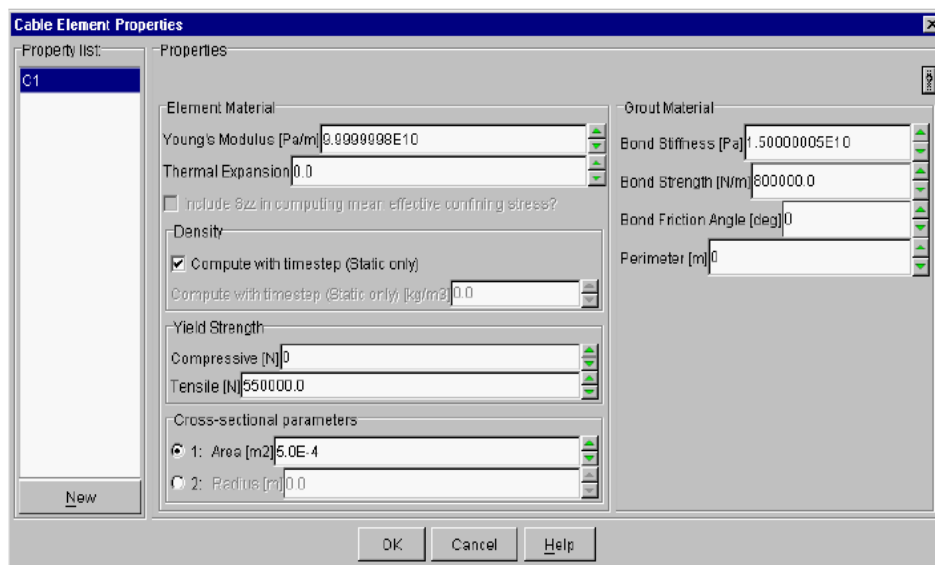 Cable Element Properties
Property list:
C1
New
Properties
Element Material
Young's Modulus [Pa/m] 9.9999998E10
Thermal Expansion 0.0
Include Szz in computing mean effective confining stress?
Density
Compute with timestep (Static only)
Compute with timestep (Static only) [kg/m3] 0.0
Yield Strength
Compressive [N] 0
Tensile [N] 550000.0
Cross-sectional parameters
1: Area [m2] 5.0E-4
2: Radius [m] 0.0
Grout Material
Bond Stiffness [Pa] 1.50000005E10
Bond Strength [N/m] 800000.0
Bond Friction Angle [deg] 0
Perimeter [m] 0
OK Cancel Help